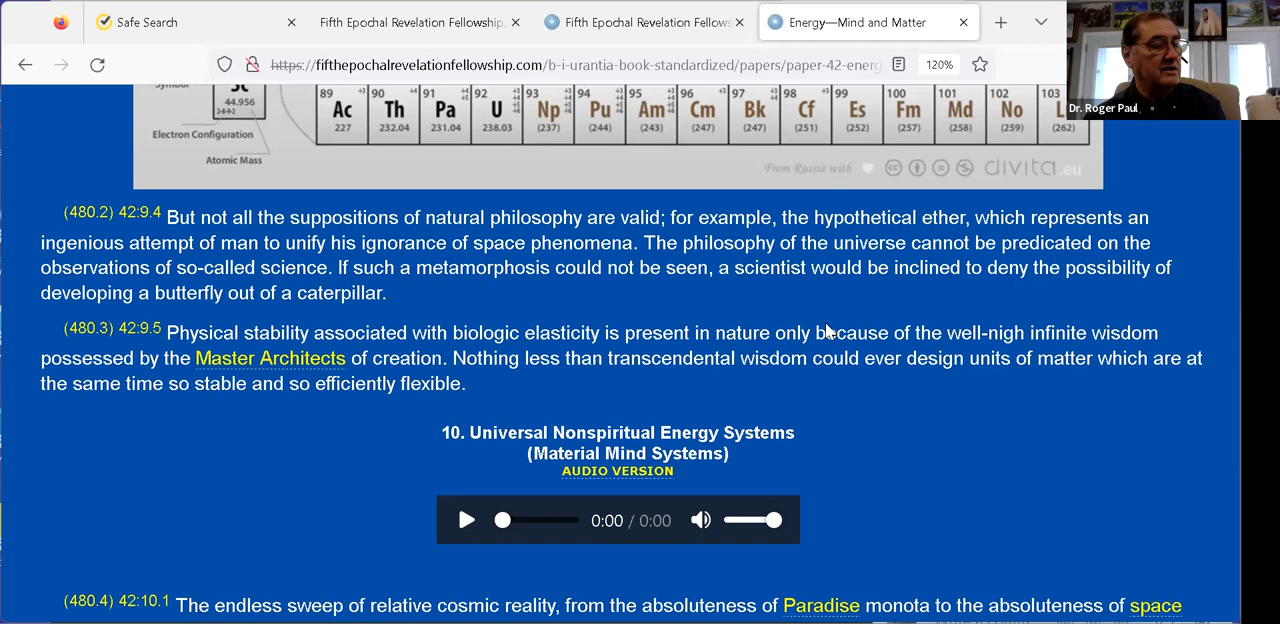 Safe Search
Fifth Epochal Revelation Fellowship
Fifth Epochal Revelation Fellows
Energy—Mind and Matter
https://fifthepochalrevelationfellowship.com/b-i-urantia-book-standardized/papers/paper-42-energ
120%
Dr. Roger Paul
44.956
Electron Configuration
Atomic Mass
89 90 91 92 93 94 95 96 97 98 99 100 101 102 103
Ac Th Pa U Np Pu Am Cm Bk Cf Es Fm Md No L
227 232.04 231.04 238.03 (237) (244) (243) (247) (247) (251) (252) (257) (258) (259) (262)
From Russia with divita.eu
(480.2) 42:9.4 But not all the suppositions of natural philosophy are valid; for example, the hypothetical ether, which represents an
ingenious attempt of man to unify his ignorance of space phenomena. The philosophy of the universe cannot be predicated on the
observations of so-called science. If such a metamorphosis could not be seen, a scientist would be inclined to deny the possibility of
developing a butterfly out of a caterpillar.
(480.3) 42:9.5 Physical stability associated with biologic elasticity is present in nature only because of the well-nigh infinite wisdom
possessed by the Master Architects of creation. Nothing less than transcendental wisdom could ever design units of matter which are at
the same time so stable and so efficiently flexible.
10. Universal Nonspiritual Energy Systems
(Material Mind Systems)
AUDIO VERSION
0:00 / 0:00
(480.4) 42:10.1 The endless sweep of relative cosmic reality, from the absoluteness of Paradise monota to the absoluteness of space